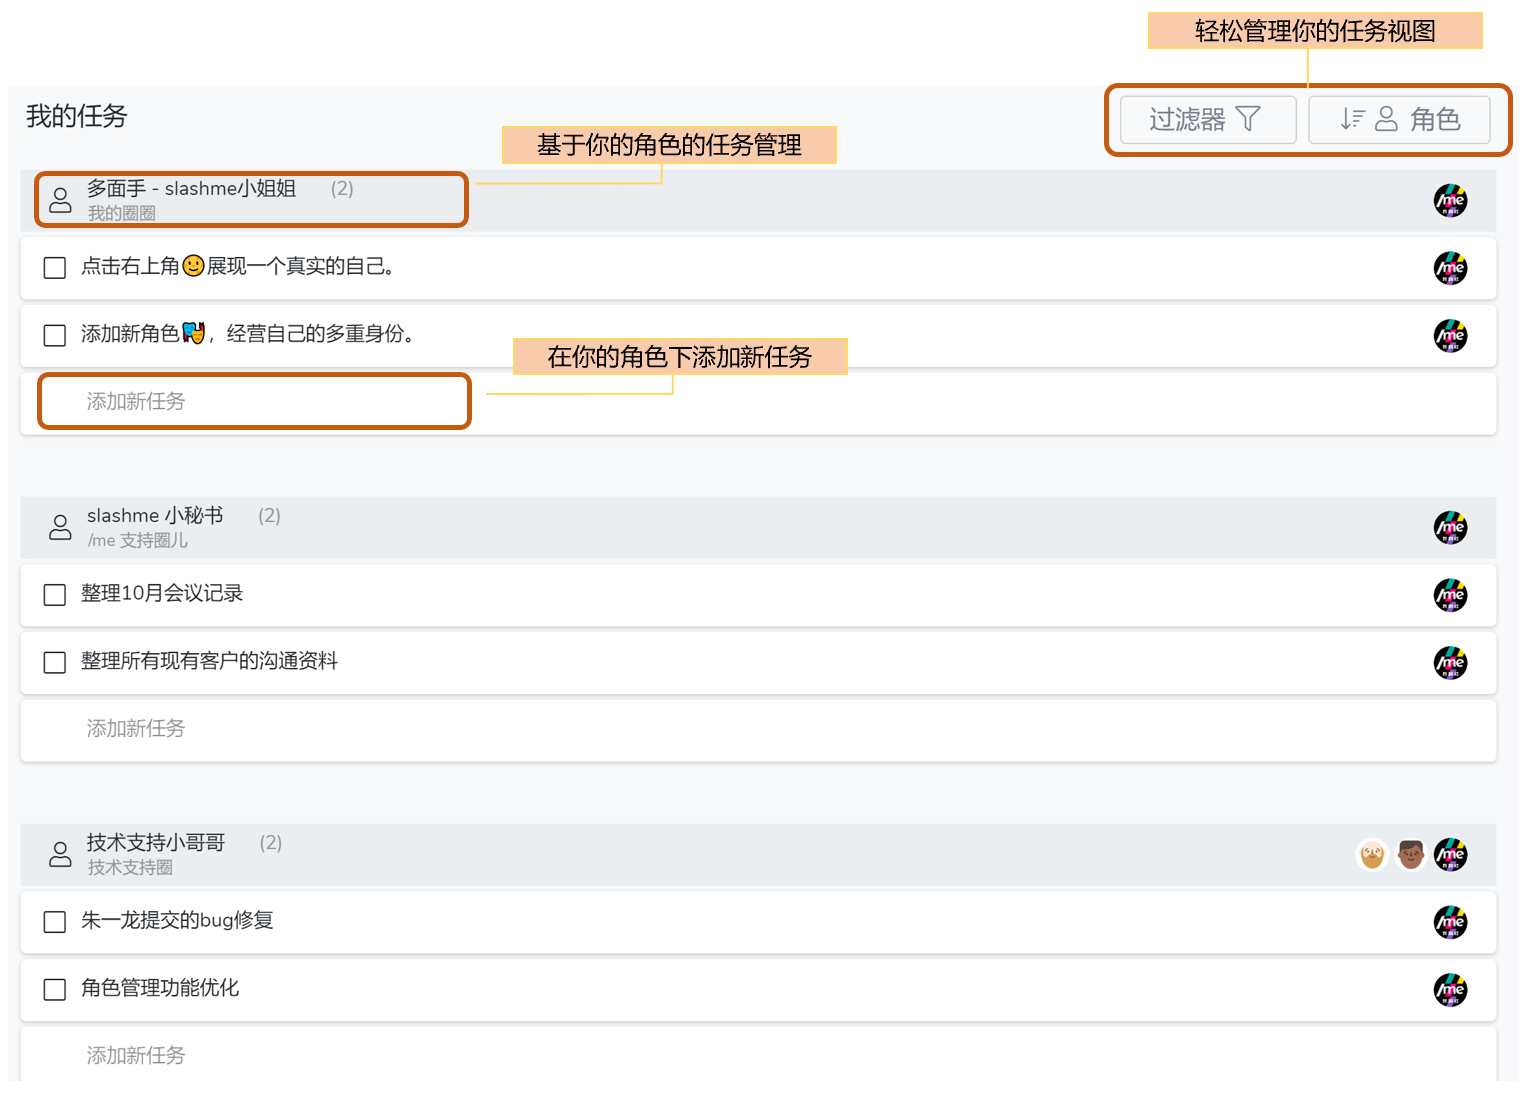 轻松管理你的任务视图
我的任务
过滤器
角色
基于你的角色的任务管理
多面手 - slashme小姐姐 (2)
我的圈圈
/me
点击右上角🙂展现一个真实的自己。
/me
添加新角色🎭，经营自己的多重身份。
/me
在你的角色下添加新任务
添加新任务
slashme 小秘书 (2)
/me 支持圈儿
/me
整理10月会议记录
/me
整理所有现有客户的沟通资料
/me
添加新任务
技术支持小哥哥 (2)
技术支持圈
/me
朱一龙提交的bug修复
/me
角色管理功能优化
/me
添加新任务